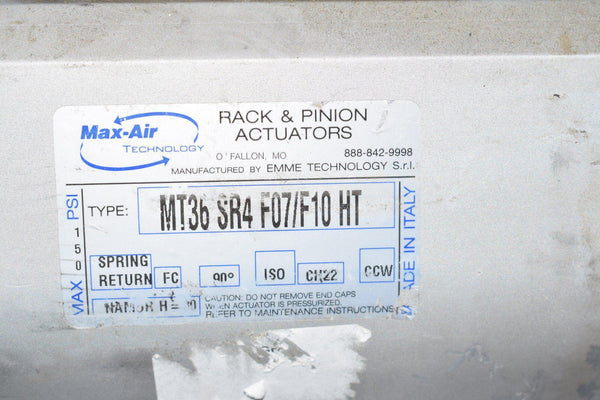 Max-Air
TECHNOLOGY
RACK & PINION
ACTUATORS
O'FALLON, MO 888-842-9998
MANUFACTURED BY EMME TECHNOLOGY S.r.l.
MAX PSI
150
TYPE: MT36 SR4 F07/F10 HT
SPRING
RETURN FC 90° ISO CH22 CCW
NAMUR H=
CAUTION: DO NOT REMOVE END CAPS
WHEN ACTUATOR IS PRESSURIZED.
REFER TO MAINTENANCE INSTRUCTIONS
MADE IN ITALY